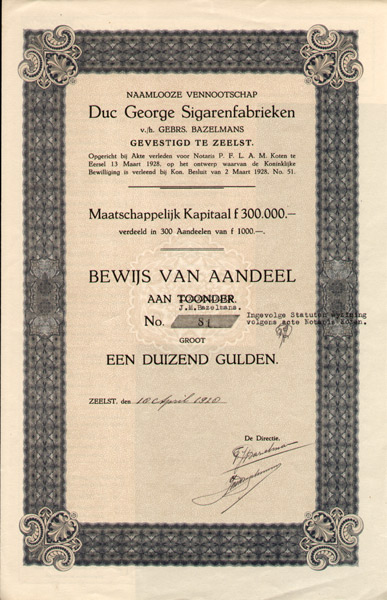 NAAMLOOZE VENNOOTSCHAP
Duc George Sigarenfabrieken
v./h. GEBRS. BAZELMANS
GEVESTIGD TE ZEELST.
Opgericht bij Akte verleden voor Notaris P. F. L. A. M. Koten te
Eersel 13 Maart 1928, op het ontwerp waarvan de Koninklijke
Bewilliging is verleend bij Kon. Besluit van 2 Maart 1928, No. 51.
Maatschappelijk Kapitaal f 300.000.—
verdeeld in 300 Aandeelen van f 1000.—.
BEWIJS VAN AANDEEL
AAN TOONDER.
J.M.Bazelmans.
No. 81
Ingevolge Statuten wijziging
volgens acte Notaris Koten.
GROOT
EEN DUIZEND GULDEN.
ZEELST, den 10 April
De Directie.